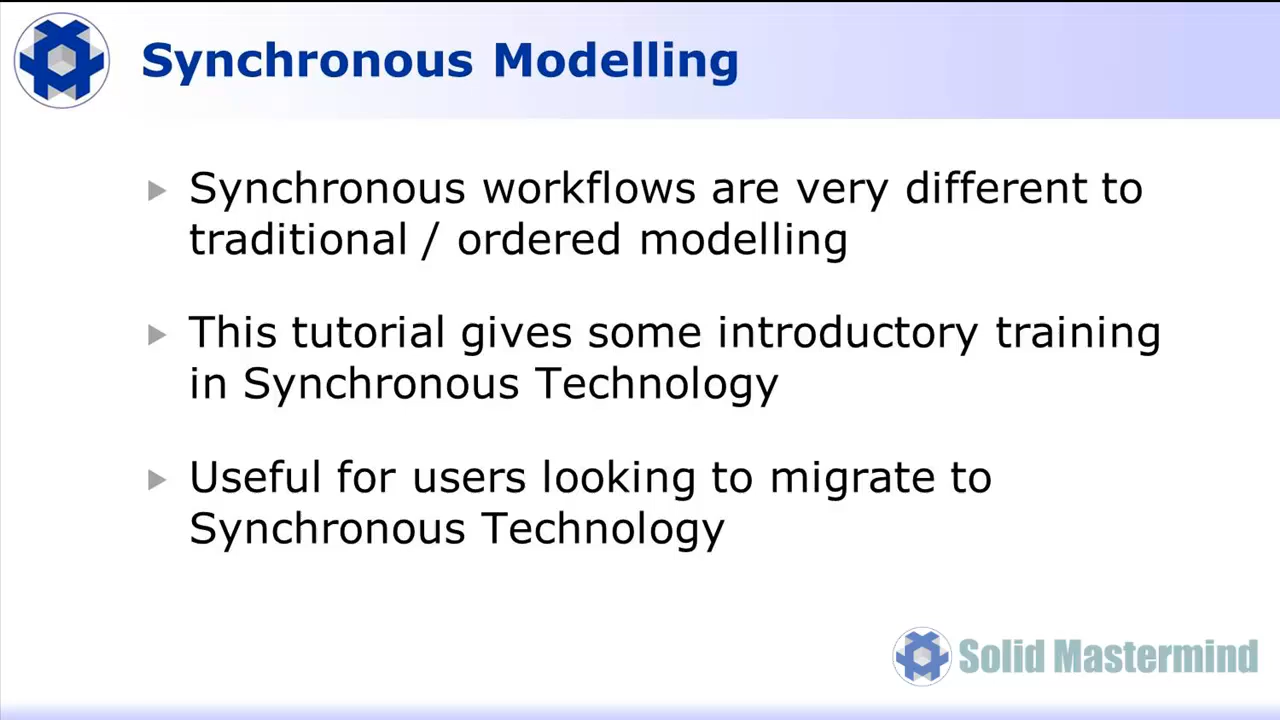 Synchronous Modelling
Synchronous workflows are very different to
traditional / ordered modelling
This tutorial gives some introductory training
in Synchronous Technology
Useful for users looking to migrate to
Synchronous Technology
Solid Mastermind